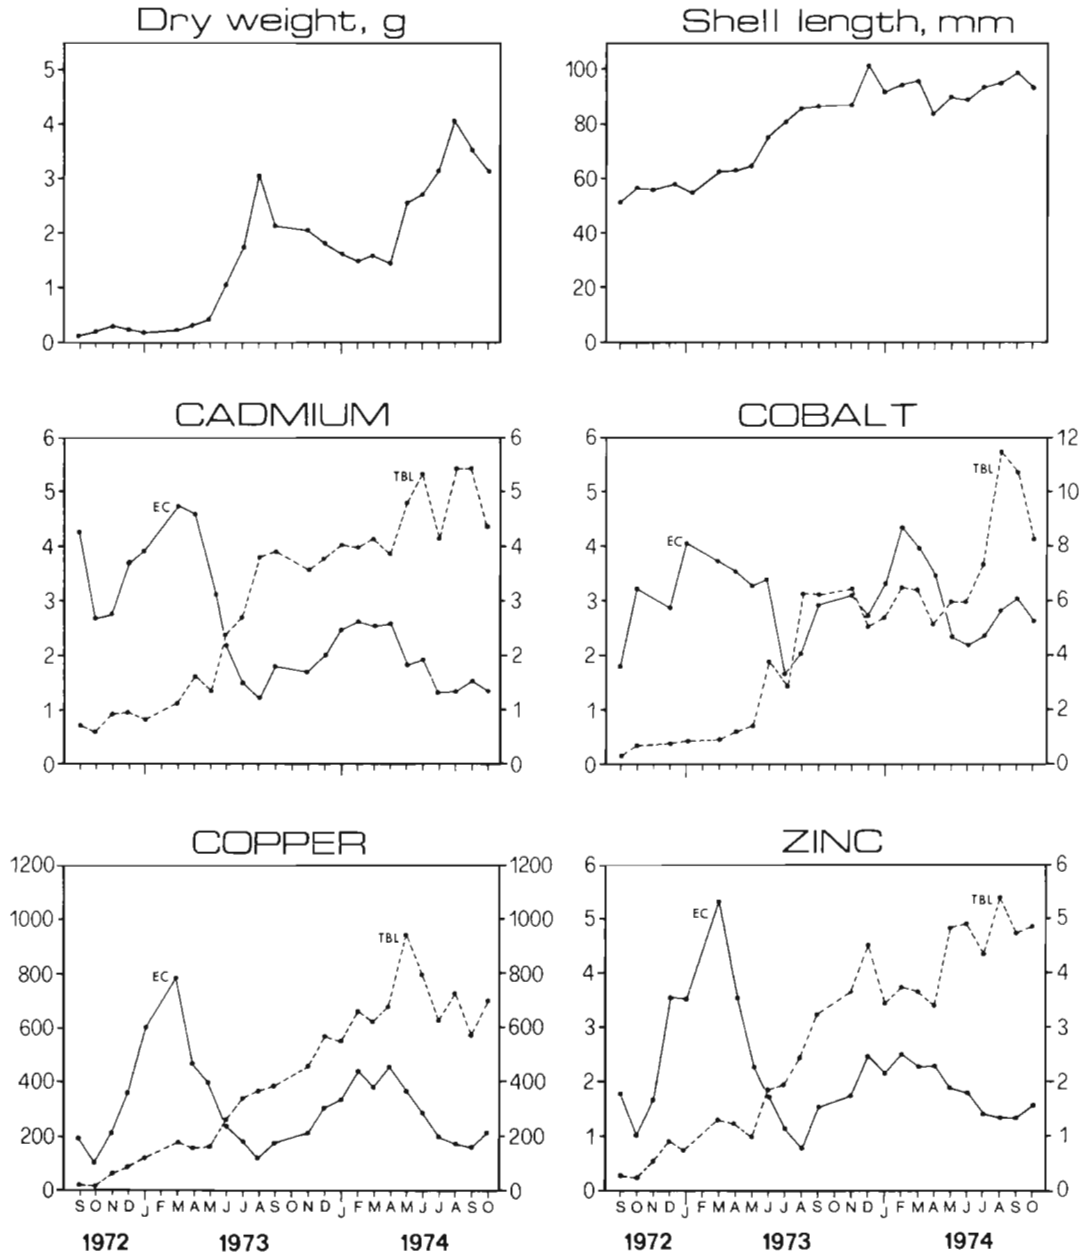 Dry weight, g
5
4
3
2
1
0
Shell length, mm
100
80
60
40
20
0
CADMIUM
6 6
5 5
4 4
3 3
2 2
1 1
0 0
EC
TBL
COBALT
6 12
5 10
4 8
3 6
2 4
1 2
0 0
EC
TBL
COPPER
1200 1200
1000 1000
800 800
600 600
400 400
200 200
0 0
EC
TBL
S O N D J F M A M J J A S O N D J F M A M J J A S O
1972 1973 1974
ZINC
6 6
5 5
4 4
3 3
2 2
1 1
0 0
EC
TBL
S O N D J F M A M J J A S O N D J F M A M J J A S O
1972 1973 1974